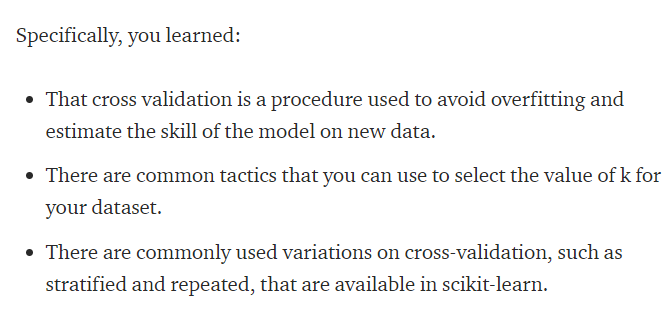 Specifically, you learned:
• That cross validation is a procedure used to avoid overfitting and
estimate the skill of the model on new data.
• There are common tactics that you can use to select the value of k for
your dataset.
• There are commonly used variations on cross-validation, such as
stratified and repeated, that are available in scikit-learn.